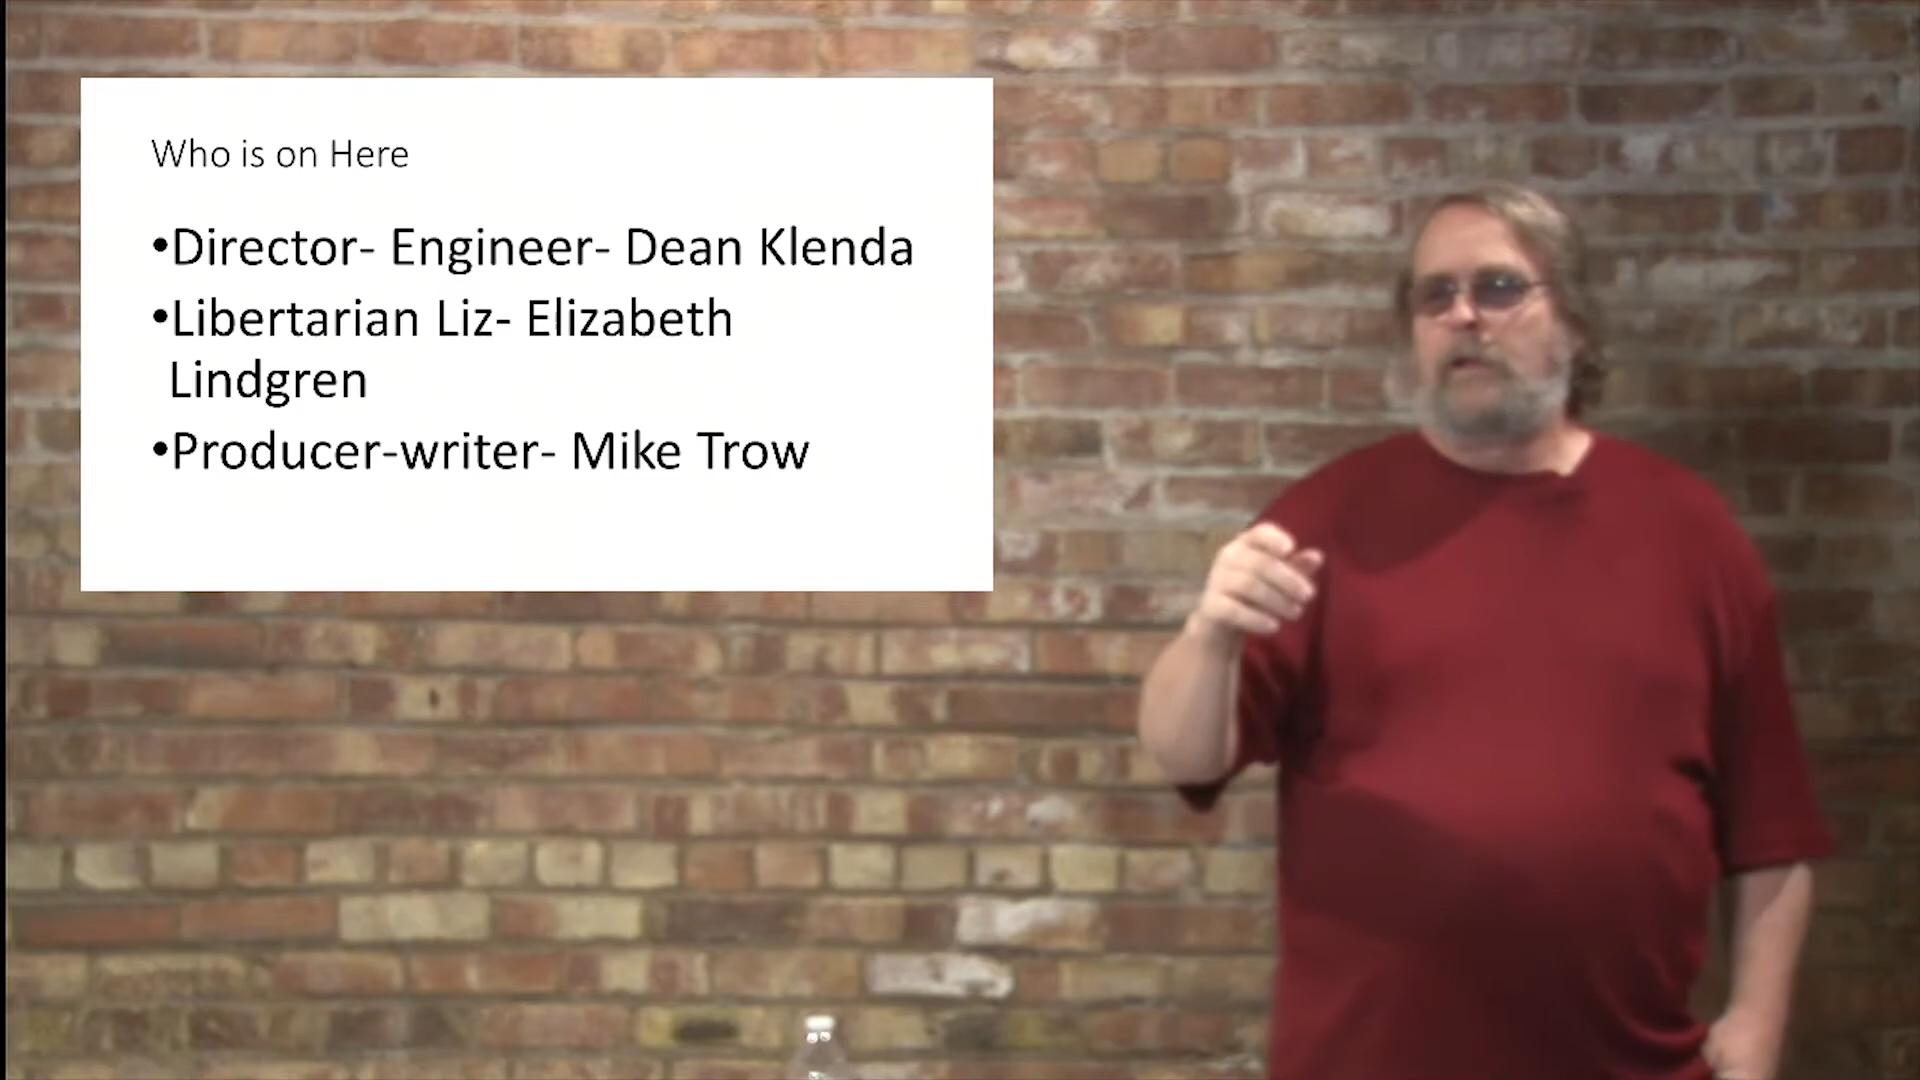 Who is on Here
•Director- Engineer- Dean Klenda
•Libertarian Liz- Elizabeth
Lindgren
•Producer-writer- Mike Trow